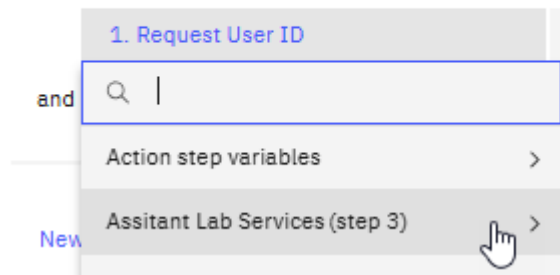 1. Request User ID
and
Action step variables
Assitant Lab Services (step 3)
New